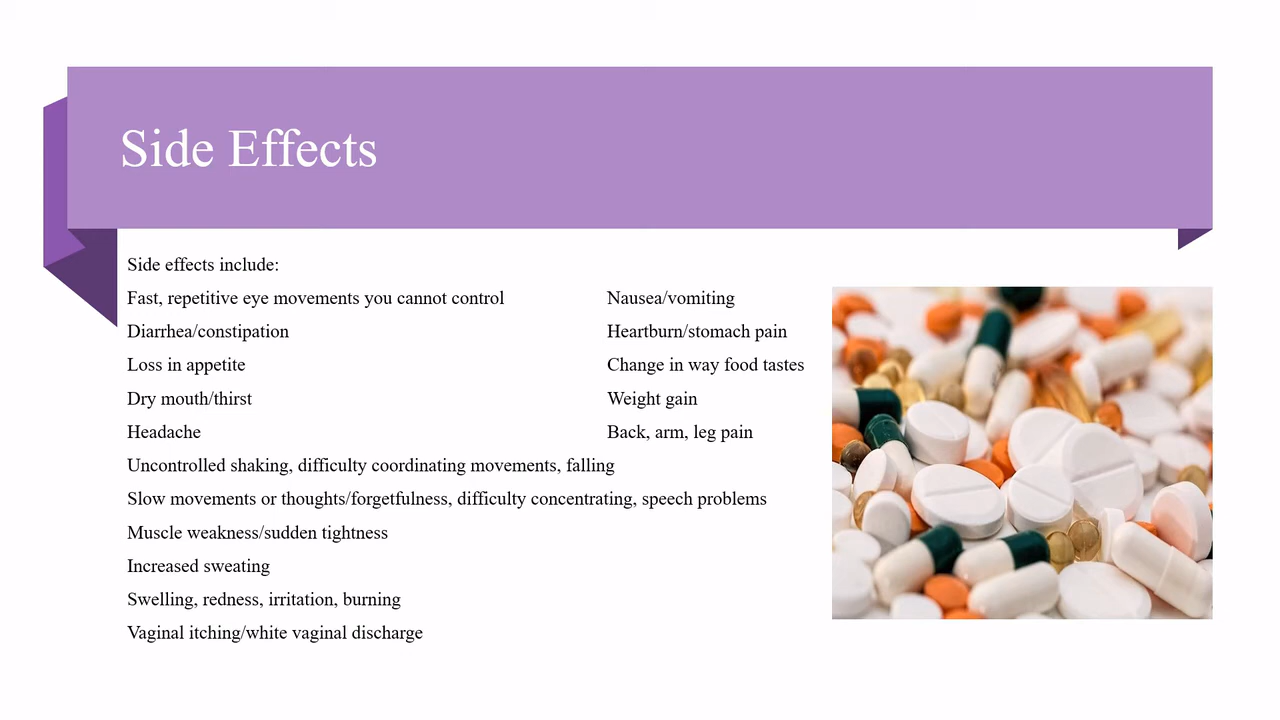 Side Effects
Side effects include:
Fast, repetitive eye movements you cannot control Nausea/vomiting
Diarrhea/constipation Heartburn/stomach pain
Loss in appetite Change in way food tastes
Dry mouth/thirst Weight gain
Headache Back, arm, leg pain
Uncontrolled shaking, difficulty coordinating movements, falling
Slow movements or thoughts/forgetfulness, difficulty concentrating, speech problems
Muscle weakness/sudden tightness
Increased sweating
Swelling, redness, irritation, burning
Vaginal itching/white vaginal discharge